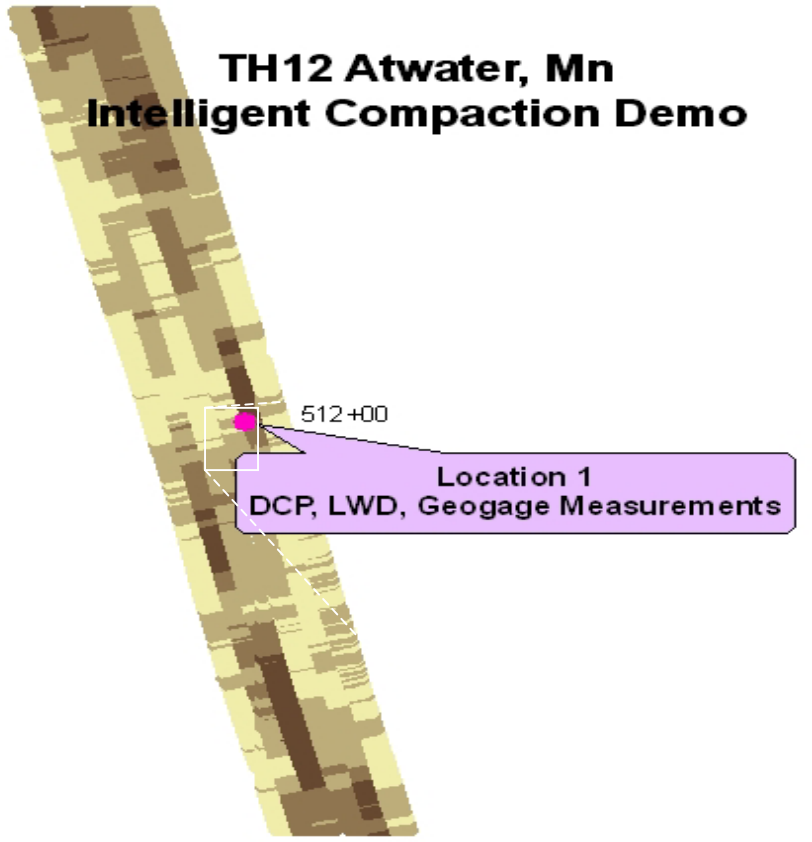 TH12 Atwater, Mn
Intelligent Compaction Demo
512+00
Location 1
DCP, LWD, Geogage Measurements